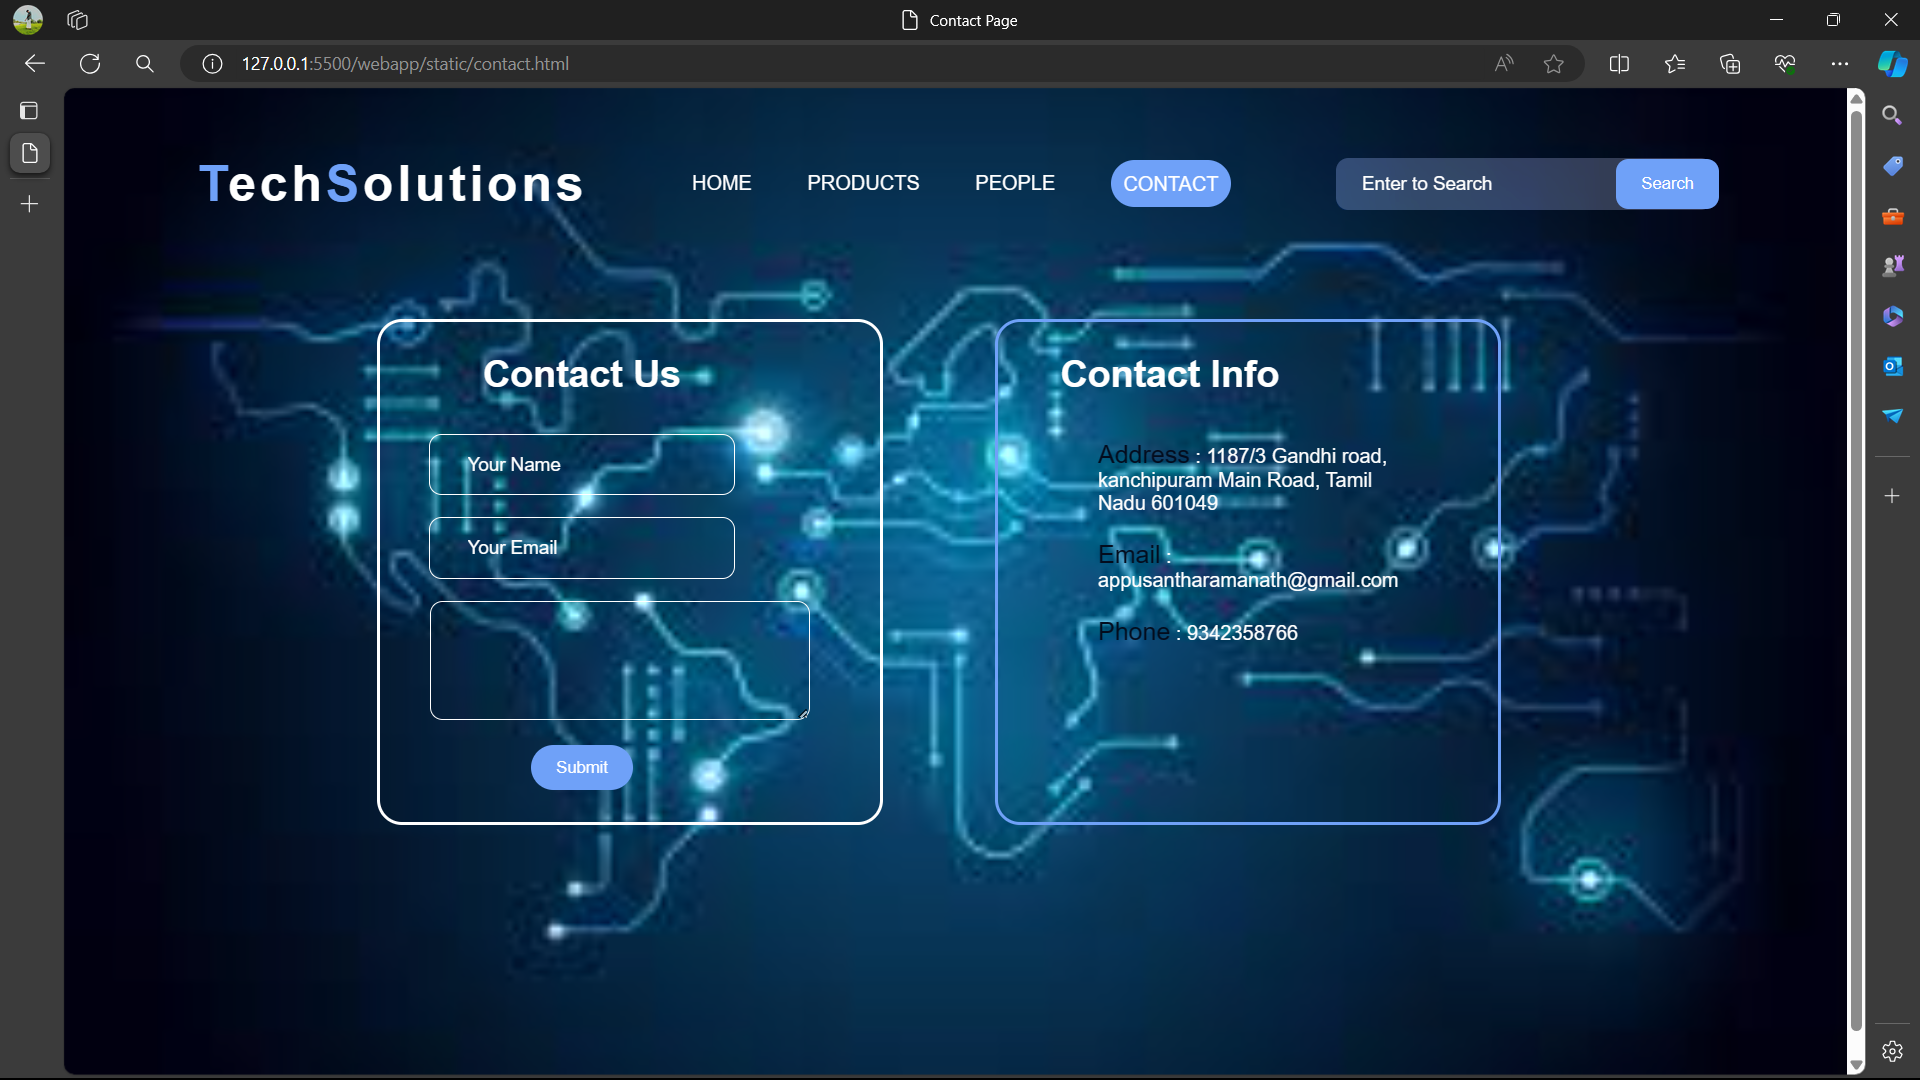 Contact Page
127.0.0.1:5500/webapp/static/contact.html
TechSolutions
HOME
PRODUCTS
PEOPLE
CONTACT
Enter to Search
Search
Contact Us
Your Name
Your Email
Submit
Contact Info
Address : 1187/3 Gandhi road,
kanchipuram Main Road, Tamil
Nadu 601049
Email :
appusantharamanath@gmail.com
Phone : 9342358766